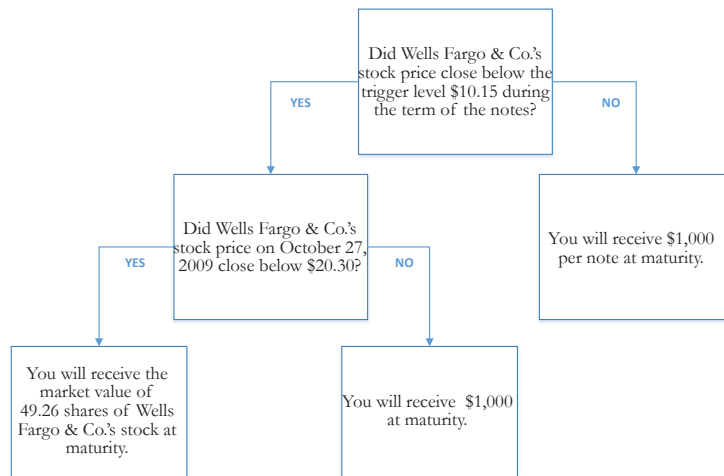 Did Wells Fargo & Co.'s
stock price close below the
trigger level $10.15 during
the term of the notes?
YES
NO
Did Wells Fargo & Co.'s
stock price on October 27,
2009 close below $20.30?
You will receive $1,000
per note at maturity.
YES
NO
You will receive the
market value of
49.26 shares of Wells
Fargo & Co.'s stock at
maturity.
You will receive $1,000
at maturity.